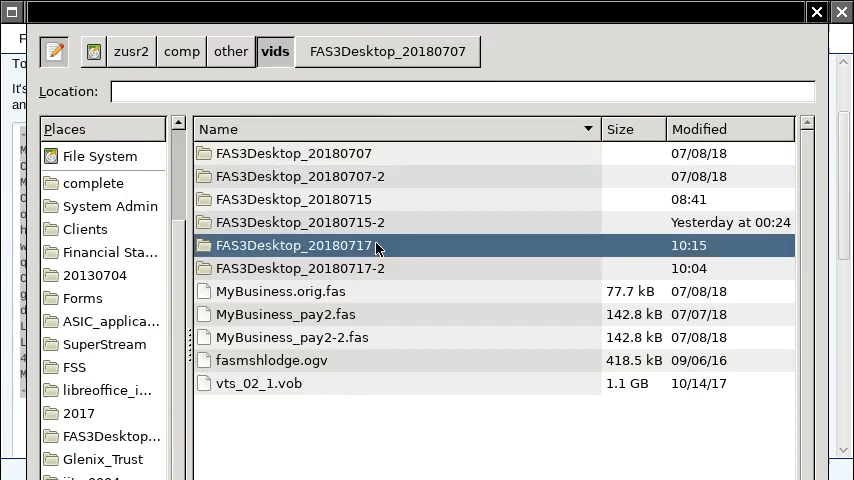 zusr2 comp other vids FAS3Desktop_20180707
Location:
Places
File System
complete
System Admin
Clients
Financial Sta...
20130704
Forms
ASIC_applica...
SuperStream
FSS
libreoffice_i...
2017
FAS3Desktop...
Glenix_Trust
Name Size Modified
FAS3Desktop_20180707 07/08/18
FAS3Desktop_20180707-2 07/08/18
FAS3Desktop_20180715 08:41
FAS3Desktop_20180715-2 Yesterday at 00:24
FAS3Desktop_20180717 10:15
FAS3Desktop_20180717-2 10:04
MyBusiness.orig.fas 77.7 kB 07/08/18
MyBusiness_pay2.fas 142.8 kB 07/07/18
MyBusiness_pay2-2.fas 142.8 kB 07/08/18
fasmshlodge.ogv 418.5 kB 09/06/16
vts_02_1.vob 1.1 GB 10/14/17